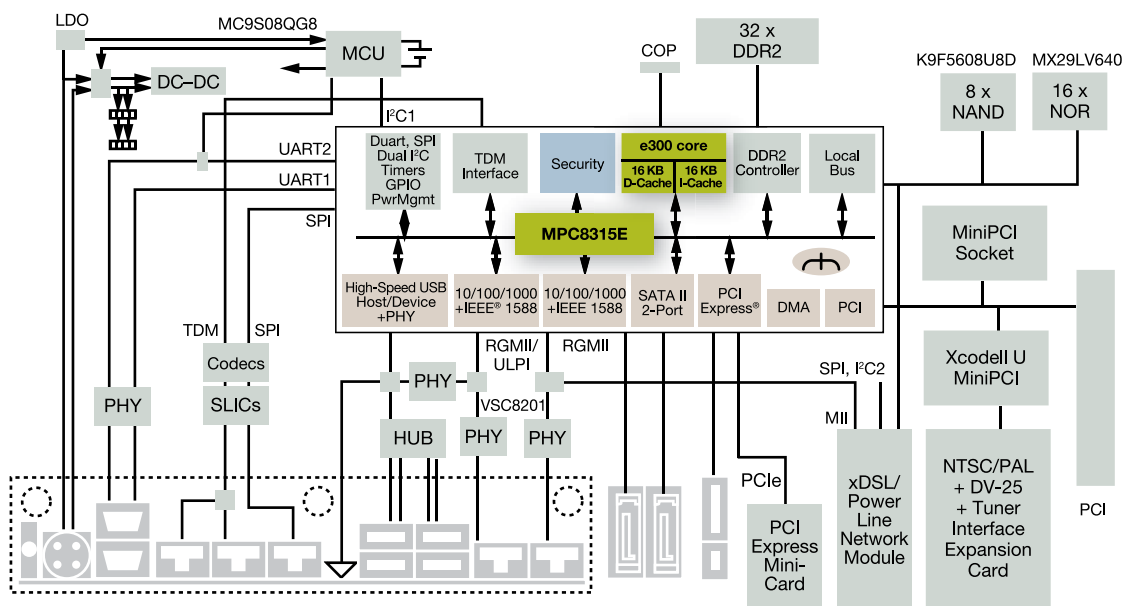 LDO
MC9S08QG8
MCU
DC–DC
COP
32 x
DDR2
K9F5608U8D
MX29LV640
8 x
NAND
16 x
NOR
I²C1
UART2
UART1
SPI
Duart, SPI
Dual I²C
Timers
GPIO
PwrMgmt
TDM
Interface
Security
e300 core
16 KB
D-Cache
16 KB
I-Cache
DDR2
Controller
Local
Bus
MPC8315E
High-Speed USB
Host/Device
+PHY
10/100/1000
+IEEE® 1588
10/100/1000
+IEEE 1588
SATA II
2-Port
PCI
Express®
DMA
PCI
MiniPCI
Socket
TDM
SPI
Codecs
SLICs
PHY
RGMII/
ULPI
RGMII
PHY
VSC8201
HUB
PHY
PHY
SPI, I²C2
MII
Xcodell U
MiniPCI
PCIe
PCI
Express
Mini-
Card
xDSL/
Power
Line
Network
Module
NTSC/PAL
+ DV-25
+ Tuner
Interface
Expansion
Card
PCI